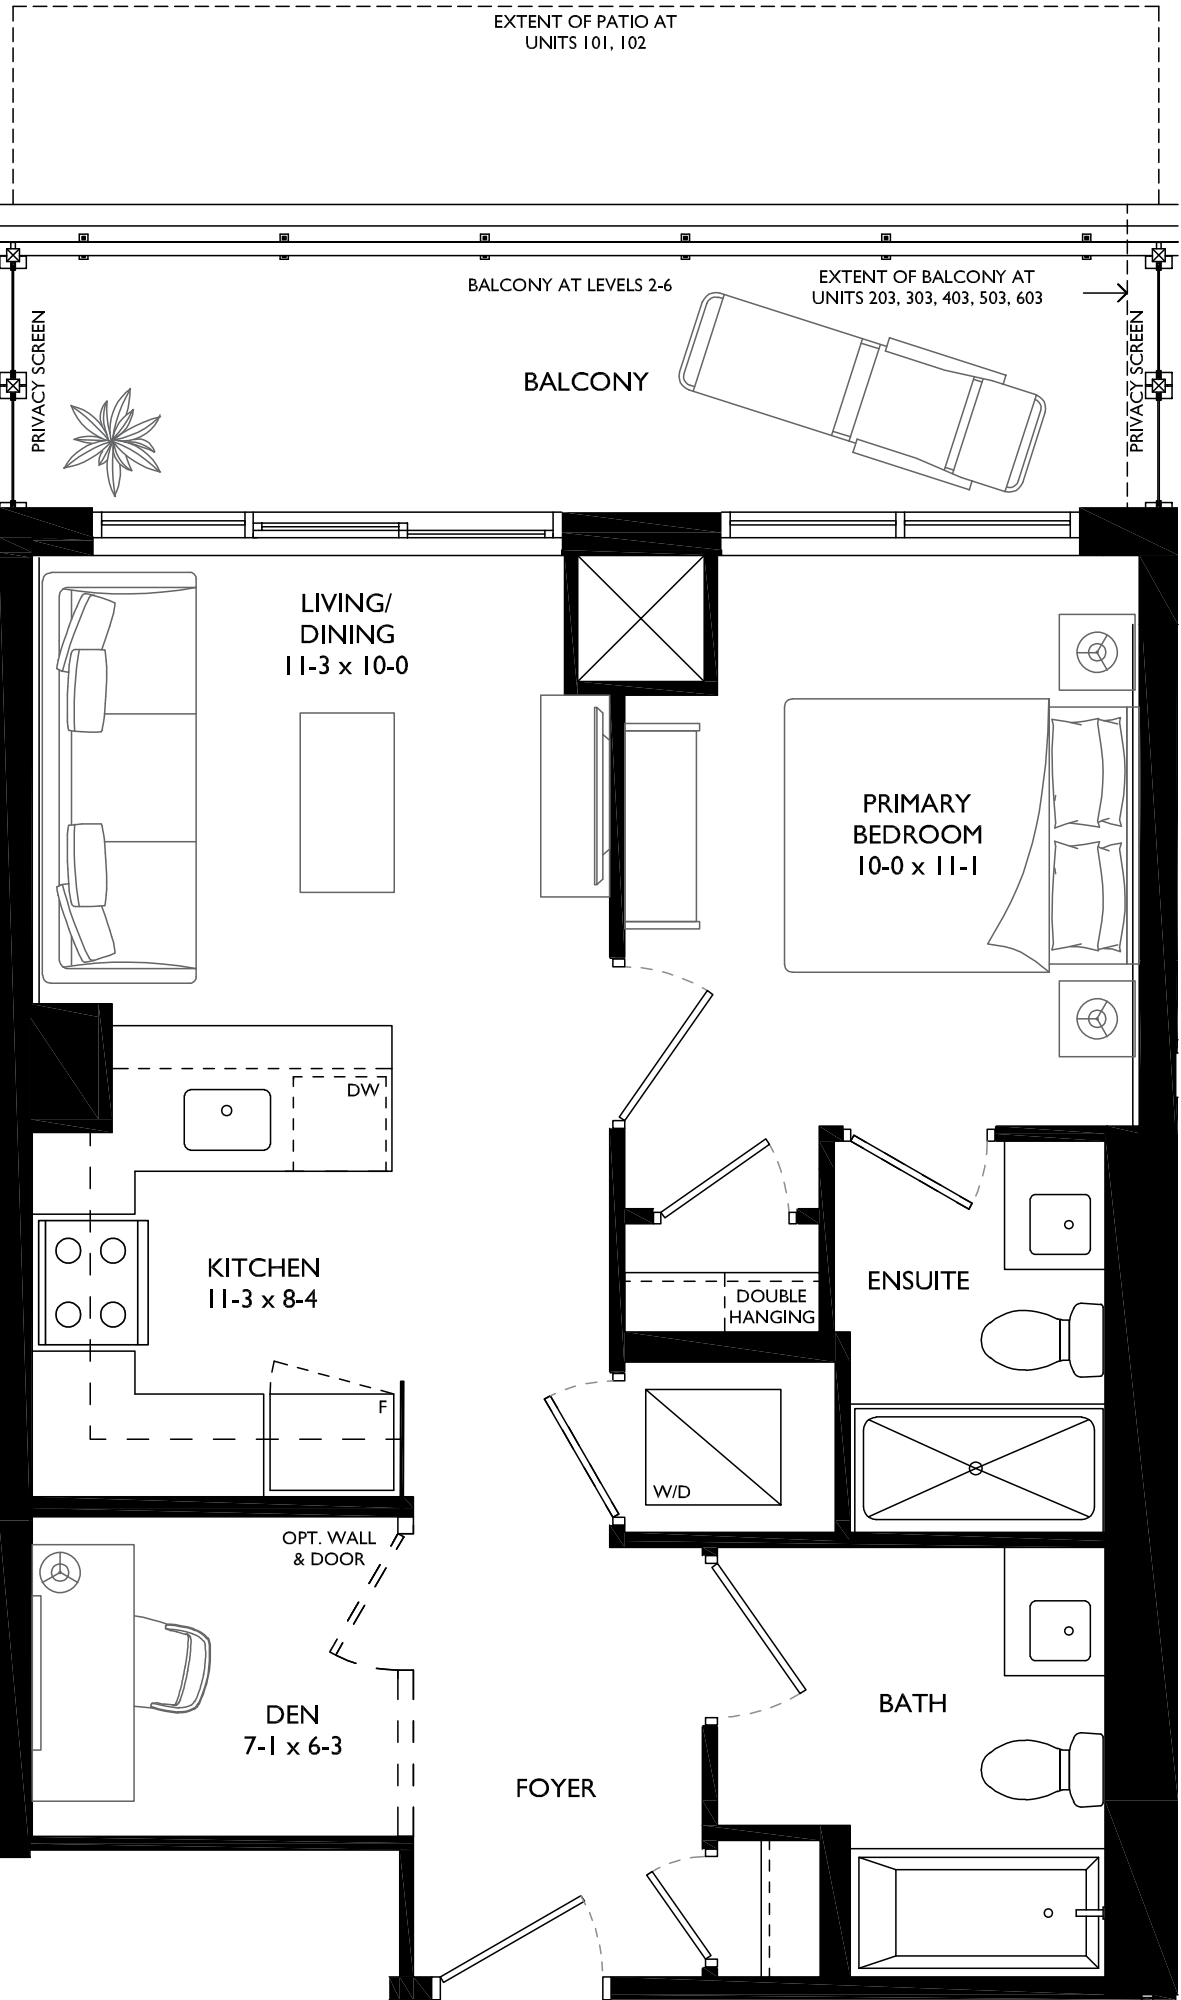 EXTENT OF PATIO AT
UNITS 101, 102
BALCONY AT LEVELS 2-6
EXTENT OF BALCONY AT
UNITS 203, 303, 403, 503, 603
PRIVACY SCREEN
BALCONY
PRIVACY SCREEN
LIVING/
DINING
11-3 x 10-0
PRIMARY
BEDROOM
10-0 x 11-1
DW
KITCHEN
11-3 x 8-4
ENSUITE
DOUBLE
HANGING
F
W/D
OPT. WALL
& DOOR
DEN
7-1 x 6-3
BATH
FOYER